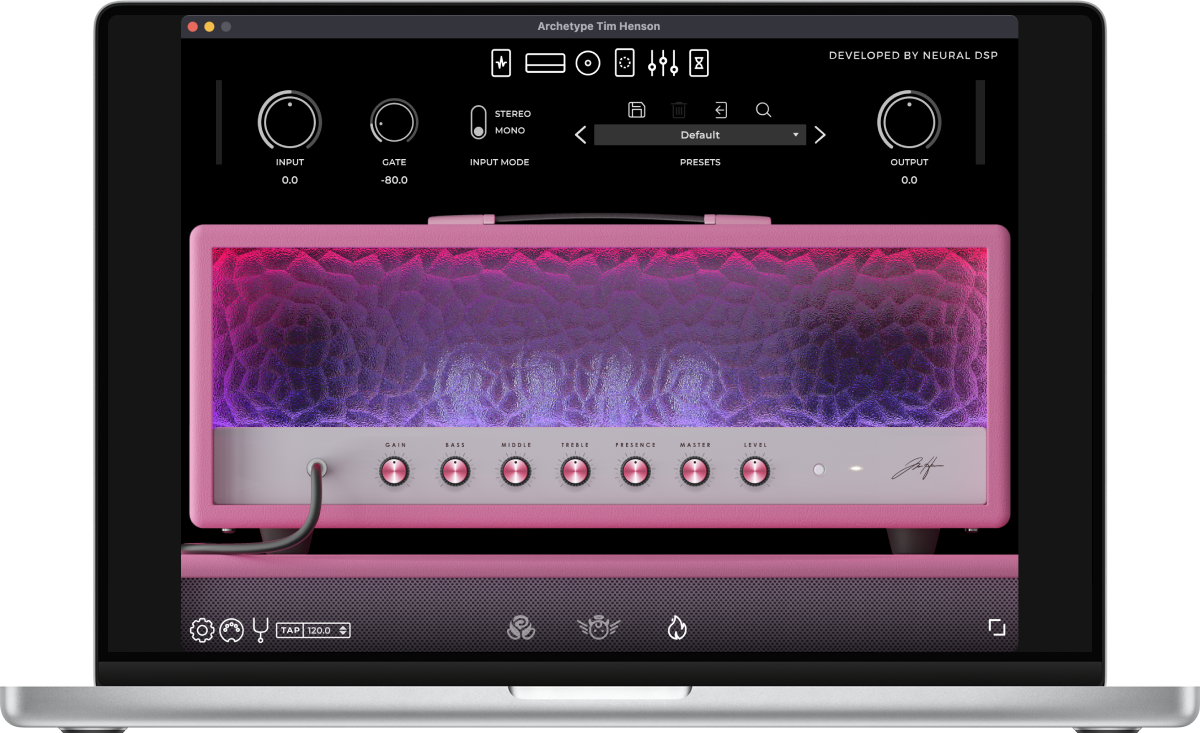 Archetype Tim Henson
DEVELOPED BY NEURAL DSP
STEREO
MONO
Default
INPUT
GATE
INPUT MODE
PRESETS
OUTPUT
0.0
-80.0
0.0
GAIN
BASS
MIDDLE
TREBLE
PRESENCE
MASTER
LEVEL
TAP
120.0